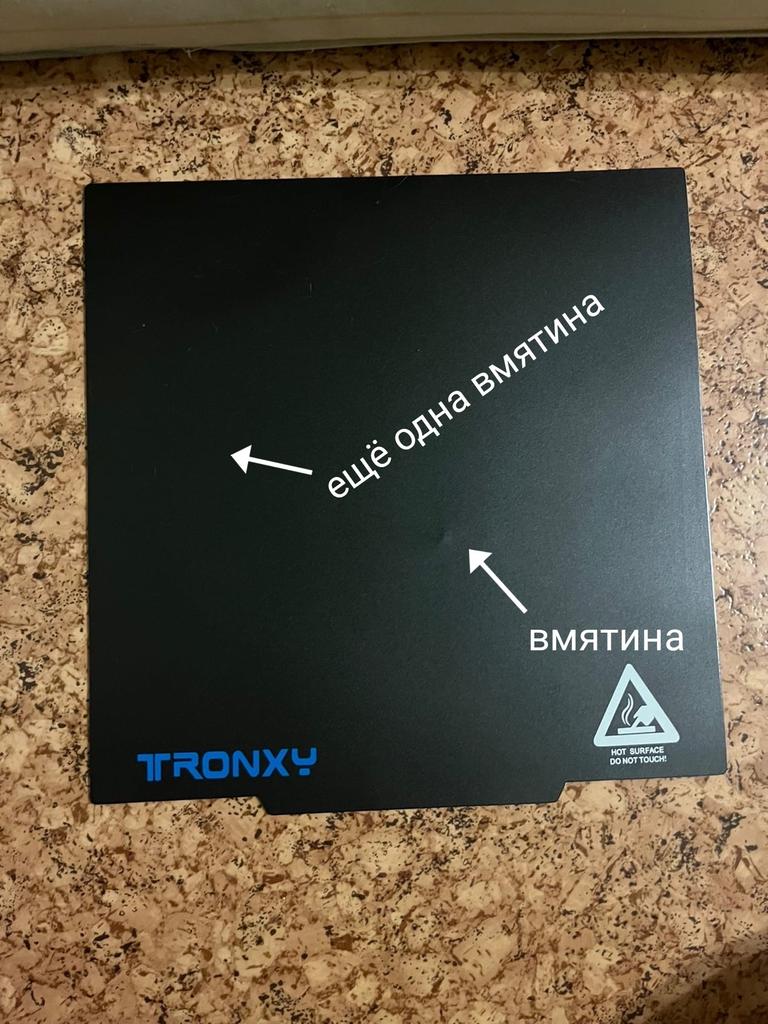 ещё одна вмятина
вмятина
TRONXY
HOT SURFACE
DO NOT TOUCH!